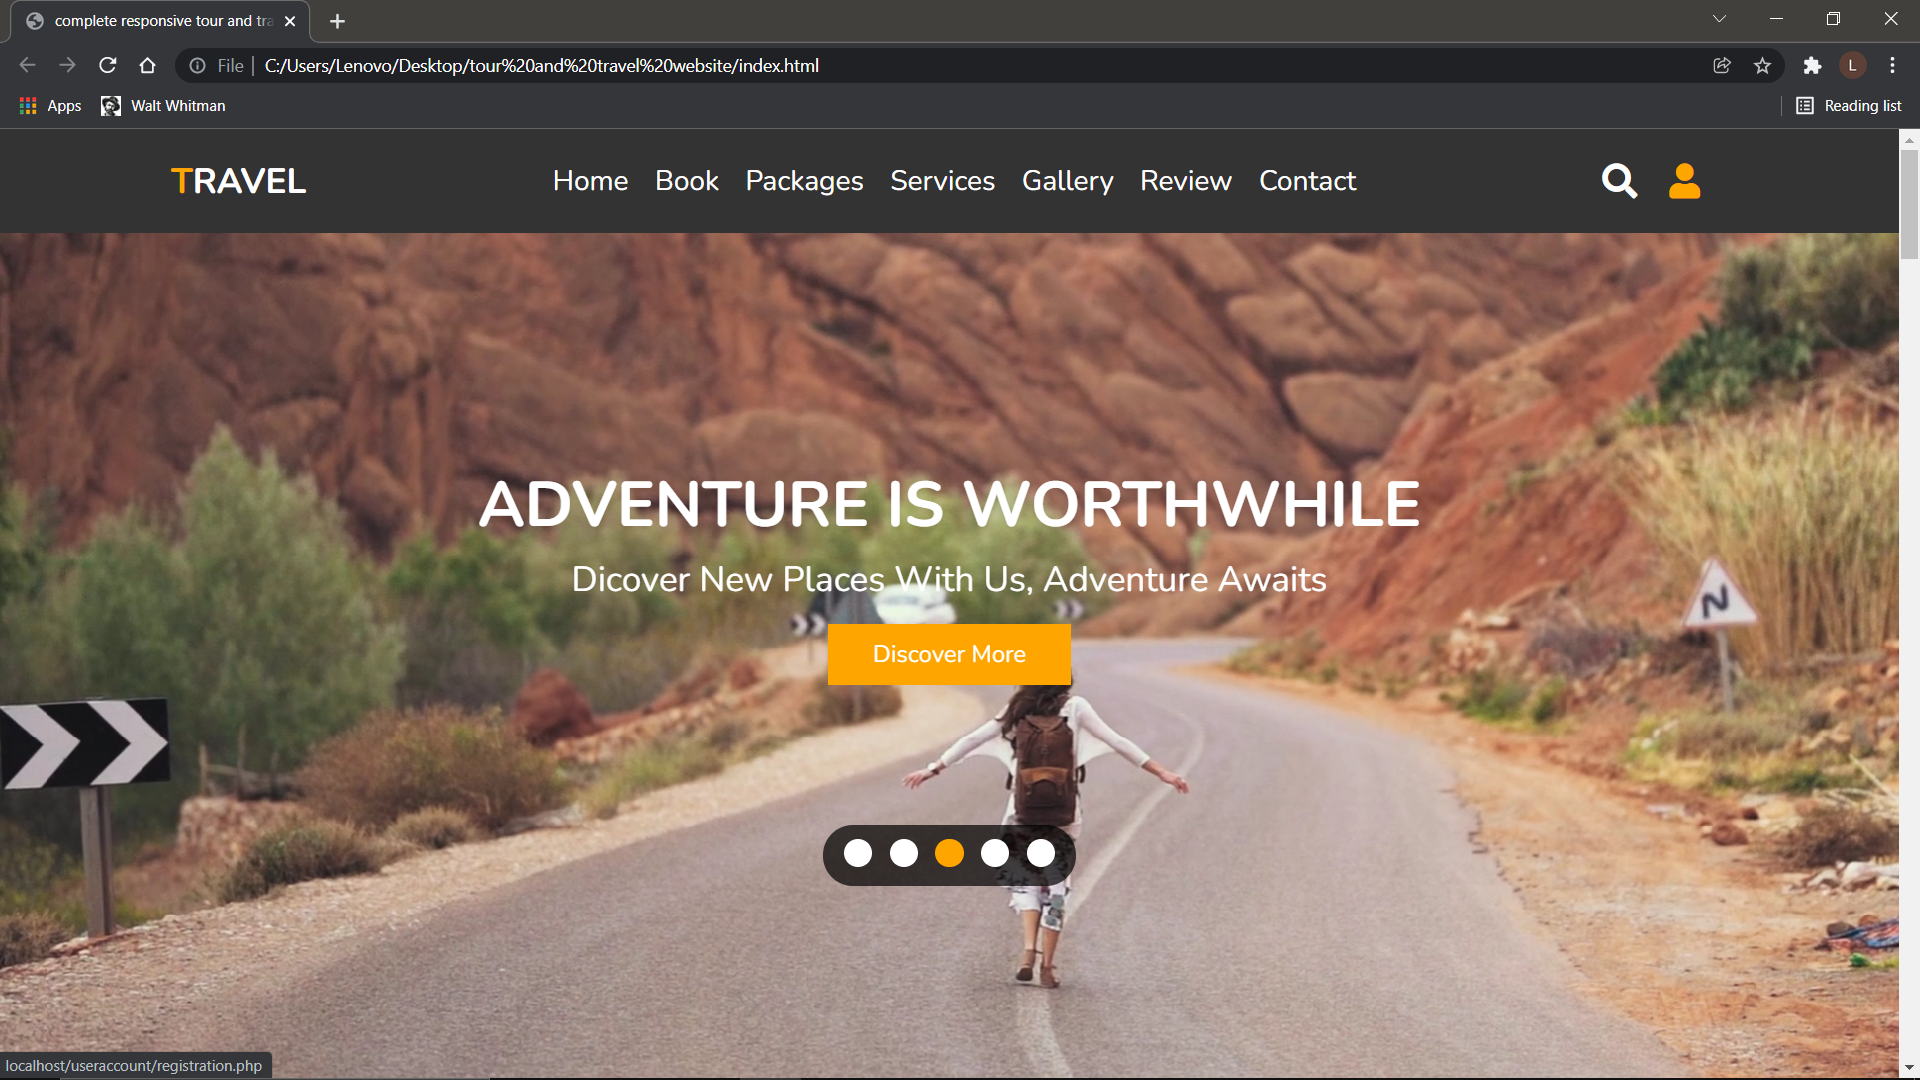 complete responsive tour and tra
File
C:/Users/Lenovo/Desktop/tour%20and%20travel%20website/index.html
L
Apps
Walt Whitman
Reading list
TRAVEL
Home Book Packages Services Gallery Review Contact
ADVENTURE IS WORTHWHILE
Dicover New Places With Us, Adventure Awaits
Discover More
localhost/useraccount/registration.php